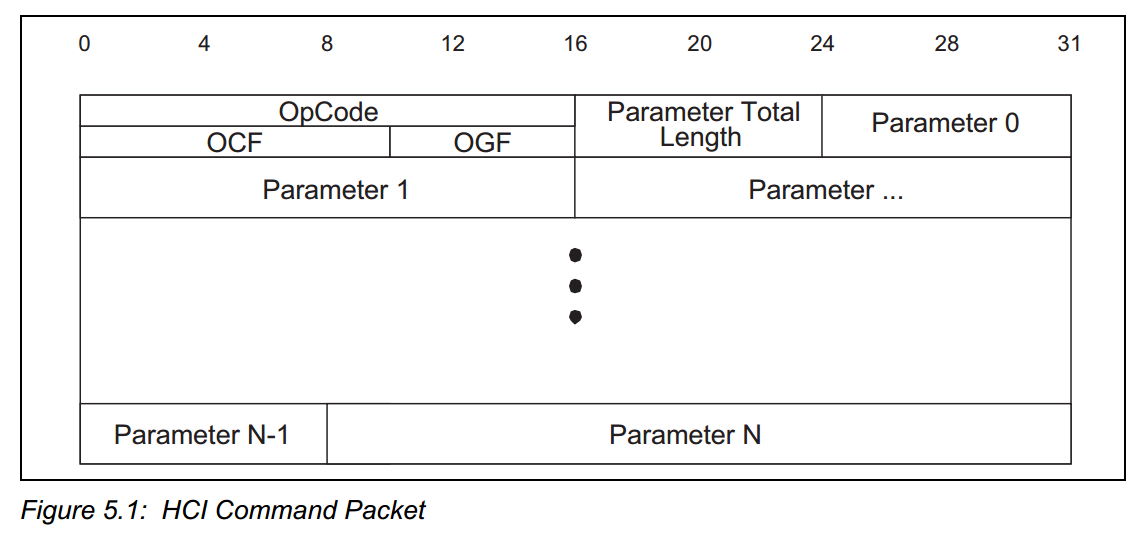 0 4 8 12 16 20 24 28 31
OpCode
Parameter Total
Length
Parameter 0
OCF OGF
Parameter 1 Parameter ...
Parameter N-1 Parameter N
Figure 5.1: HCI Command Packet